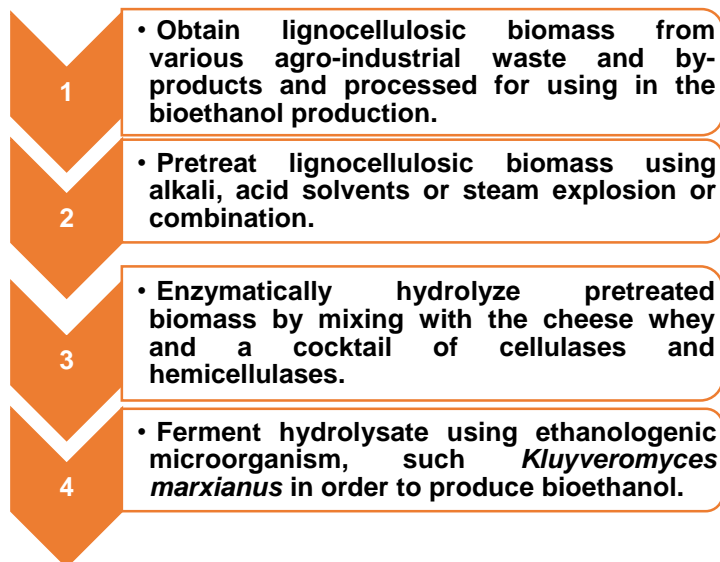 1
• Obtain lignocellulosic biomass from
various agro-industrial waste and by-
products and processed for using in the
bioethanol production.
2
• Pretreat lignocellulosic biomass using
alkali, acid solvents or steam explosion or
combination.
3
• Enzymatically hydrolyze pretreated
biomass by mixing with the cheese whey
and a cocktail of cellulases and
hemicellulases.
4
• Ferment hydrolysate using ethanologenic
microorganism, such Kluyveromyces
marxianus in order to produce bioethanol.